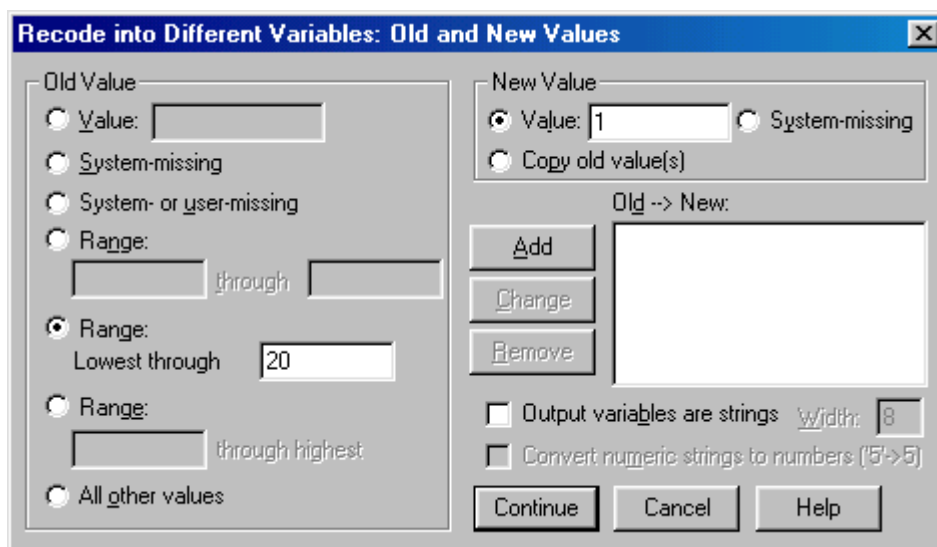 Recode into Different Variables: Old and New Values
Old Value
Value:
System-missing
System- or user-missing
Range:
through
Range:
Lowest through 20
Range:
through highest
All other values
New Value
Value: 1 System-missing
Copy old value(s)
Old --> New:
Add
Change
Remove
Output variables are strings Width: 8
Convert numeric strings to numbers ('5'->5)
Continue Cancel Help